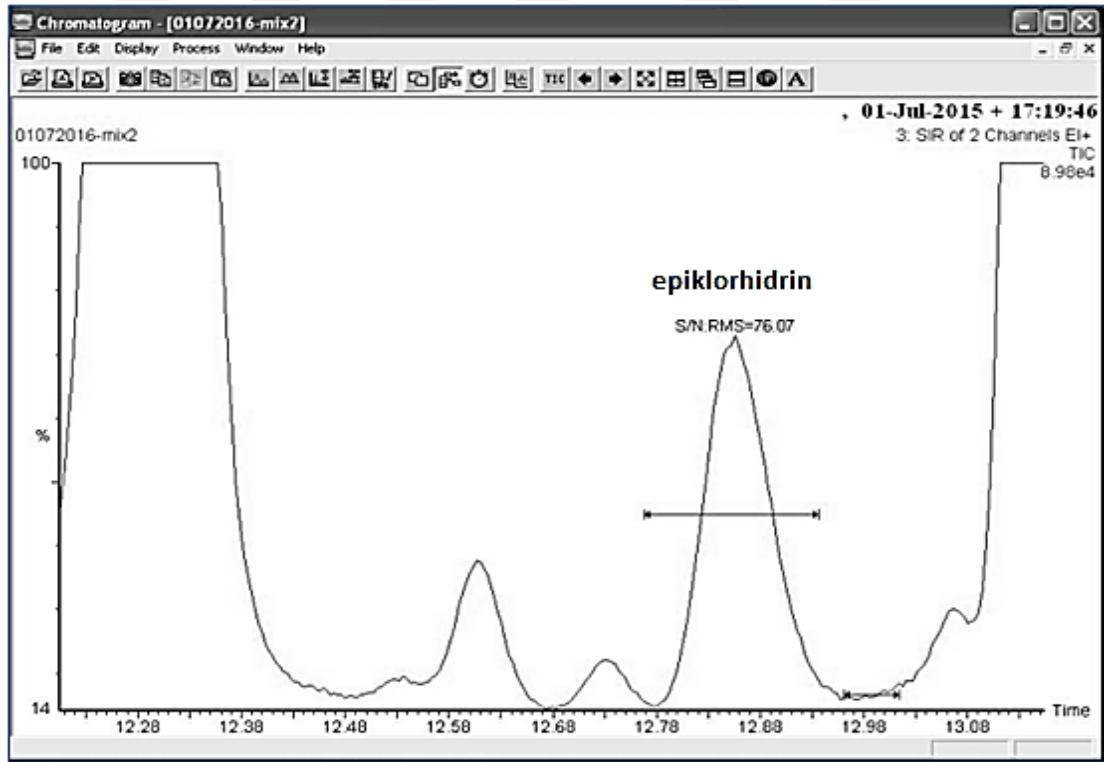 Chromatogram - [01072016-mix2]
File Edit Display Process Window Help
TIC
A
, 01-Jul-2015 + 17:19:46
01072016-mix2
3: SIR of 2 Channels EI+
TIC
8.98e4
100
epiklorhidrin
S/N:RMS=76.07
%
14
12.28 12.38 12.48 12.58 12.68 12.78 12.88 12.98 13.08
Time